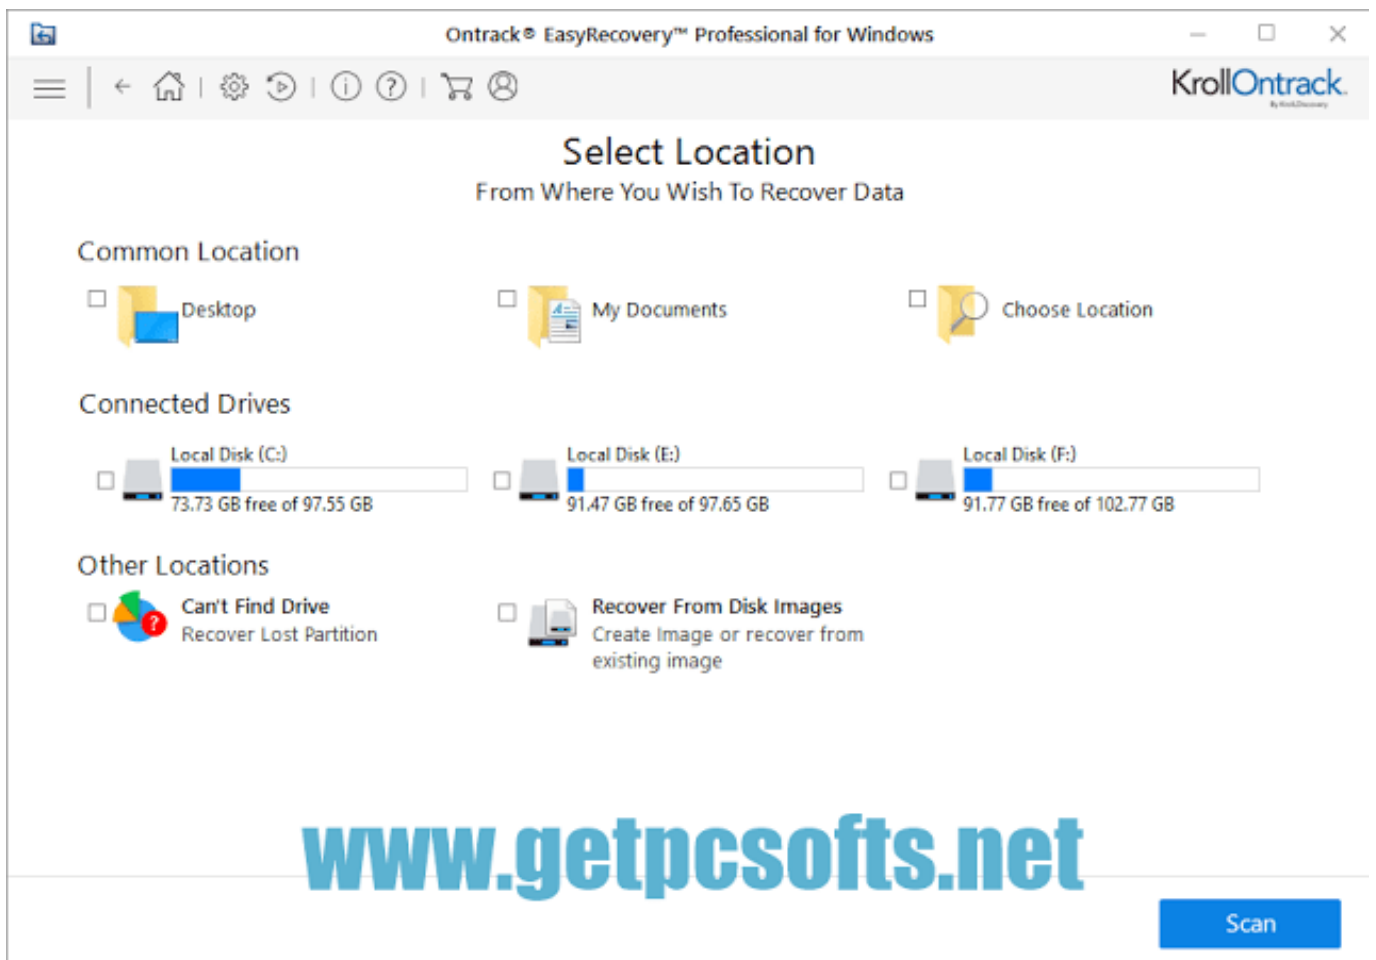 Ontrack® EasyRecovery™ Professional for Windows
KrollOntrack.
By KrollDiscovery
Select Location
From Where You Wish To Recover Data
Common Location
Desktop
My Documents
Choose Location
Connected Drives
Local Disk (C:)
73.73 GB free of 97.55 GB
Local Disk (E:)
91.47 GB free of 97.65 GB
Local Disk (F:)
91.77 GB free of 102.77 GB
Other Locations
Can't Find Drive
Recover Lost Partition
Recover From Disk Images
Create Image or recover from
existing image
www.getpcsofts.net
Scan